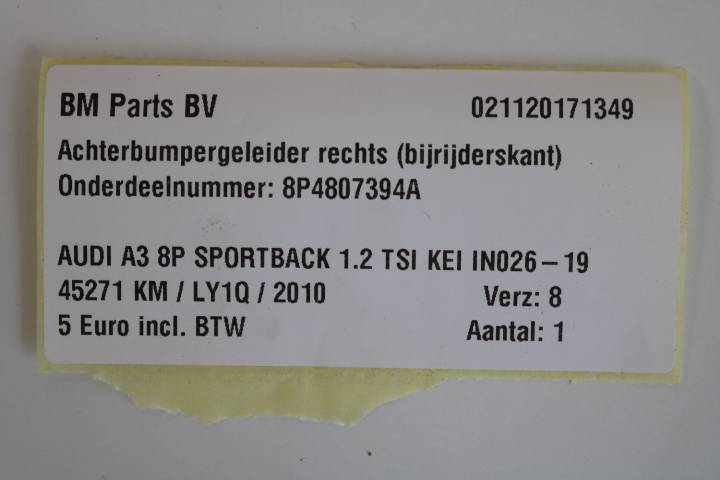 BM Parts BV 021120171349
Achterbumpergeleider rechts (bijrijderskant)
Onderdeelnummer: 8P4807394A
AUDI A3 8P SPORTBACK 1.2 TSI KEI IN026-19
45271 KM / LY1Q / 2010 Verz: 8
5 Euro incl. BTW Aantal: 1